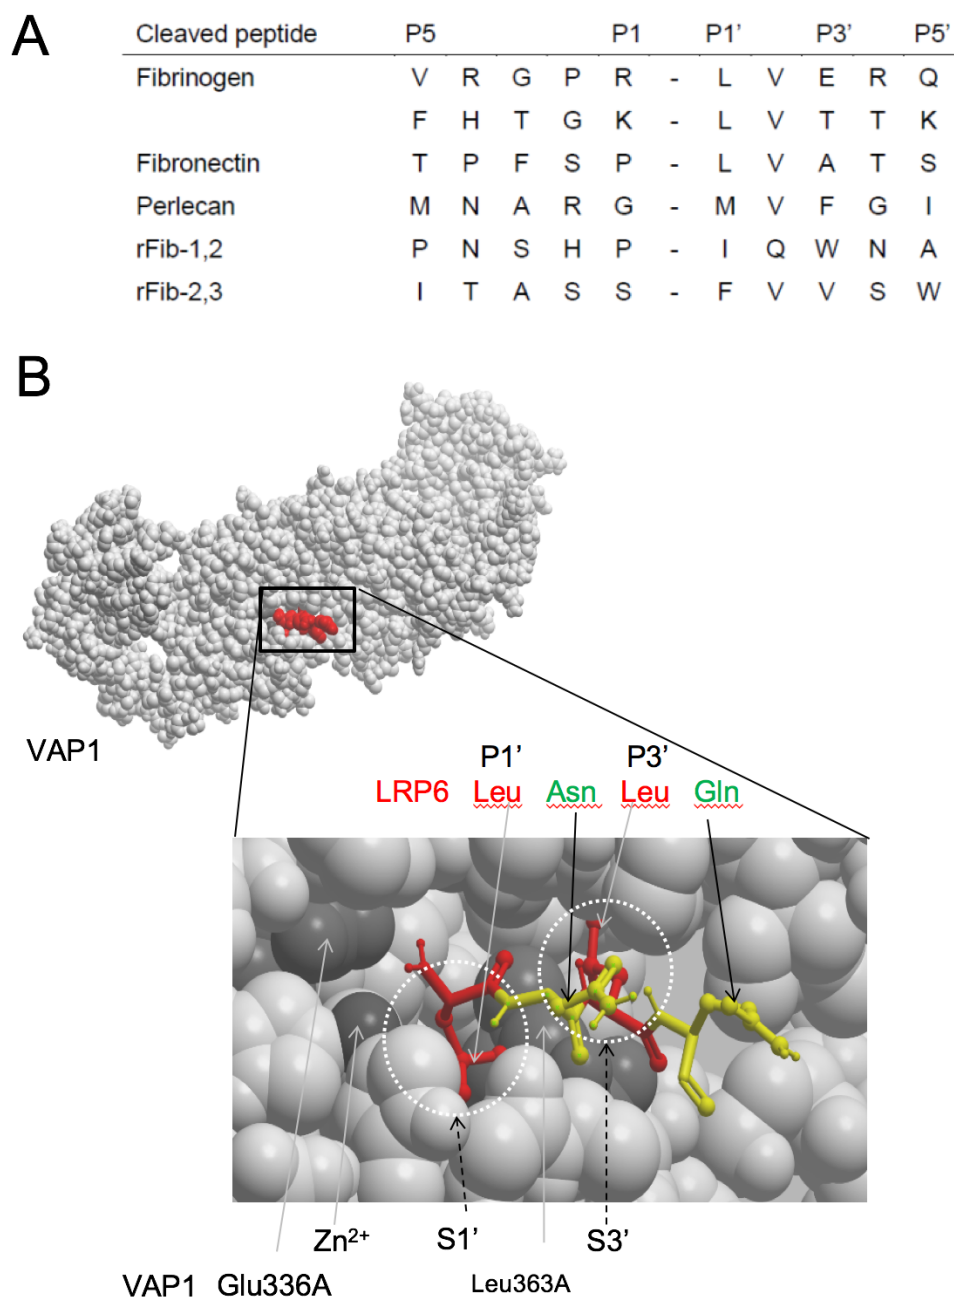 A
Cleaved peptide P5 P1 P1’ P3’ P5’
Fibrinogen V R G P R - L V E R Q
F H T G K - L V T T K
Fibronectin T P F S P - L V A T S
Perlecan M N A R G - M V F G I
rFib-1,2 P N S H P - I Q W N A
rFib-2,3 I T A S S - F V V S W
B
VAP1
P1’ P3’
LRP6 Leu Asn Leu Gln
Zn²⁺ S1’ S3’
VAP1 Glu336A Leu363A